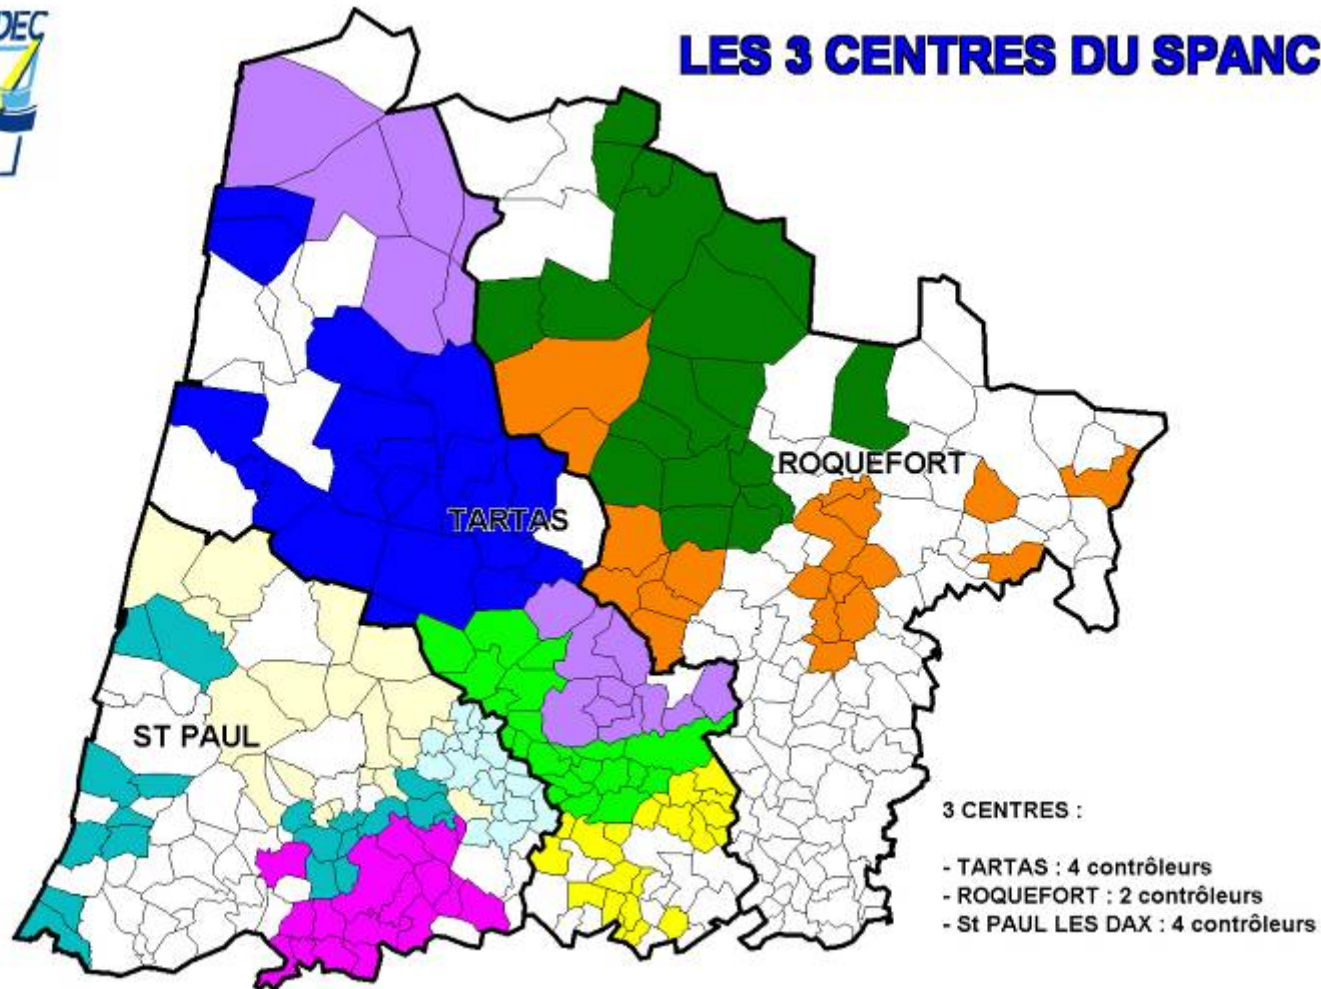 LES 3 CENTRES DU SPANC
ROQUEFORT
TARTAS
ST PAUL
3 CENTRES :
- TARTAS : 4 contrôleurs
- ROQUEFORT : 2 contrôleurs
- St PAUL LES DAX : 4 contrôleurs